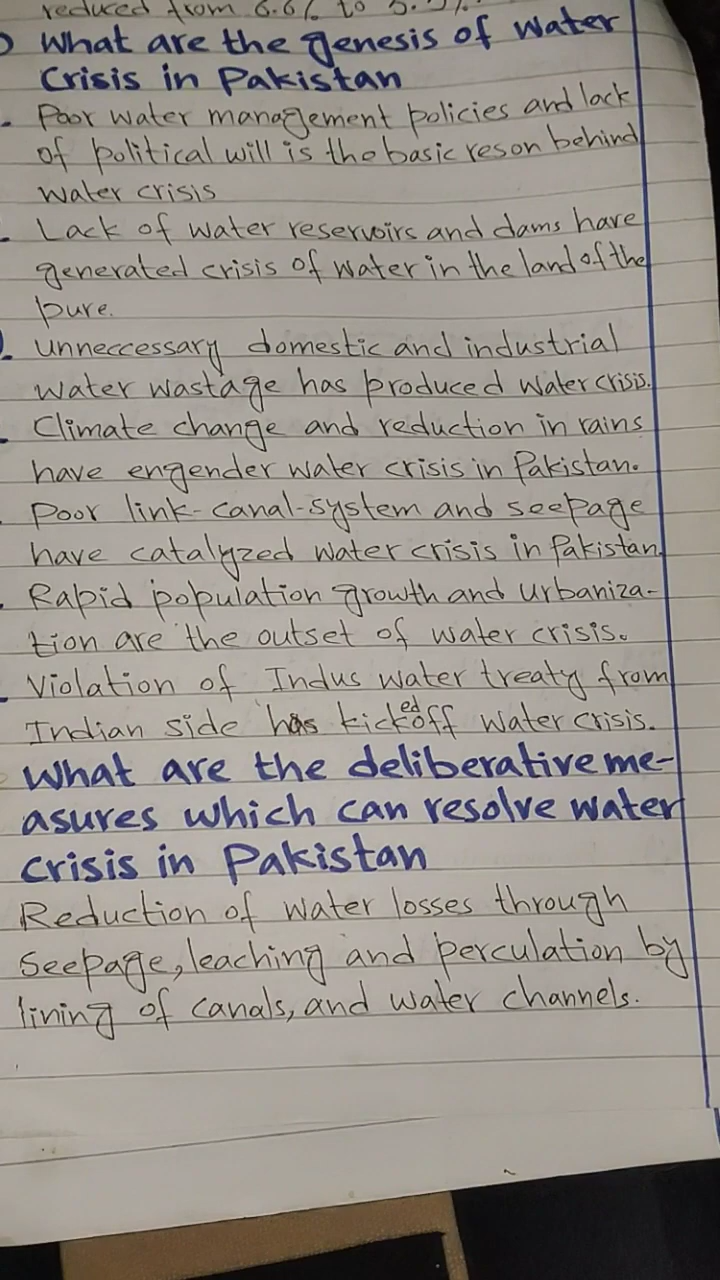 reduced from 6.6% to
What are the genesis of water
Crisis in Pakistan
Poor water management policies and lack
of political will is the basic reson behind
water crisis
Lack of water reservoirs and dams have
generated crisis of water in the land of the
pure.
unneccessary domestic and industrial
water wastage has produced water crisis.
Climate change and reduction in rains
have engender water crisis in Pakistan.
Poor link-canal-system and seepage
have catalyzed water crisis in Pakistan.
Rapid population growth and urbaniza-
tion are the outset of water crisis.
Violation of Indus water treaty from
Indian side has kickedoff water crisis.
What are the deliberative me-
asures which can resolve water
crisis in Pakistan
Reduction of water losses through
seepage, leaching and perculation by
lining of canals, and water channels.